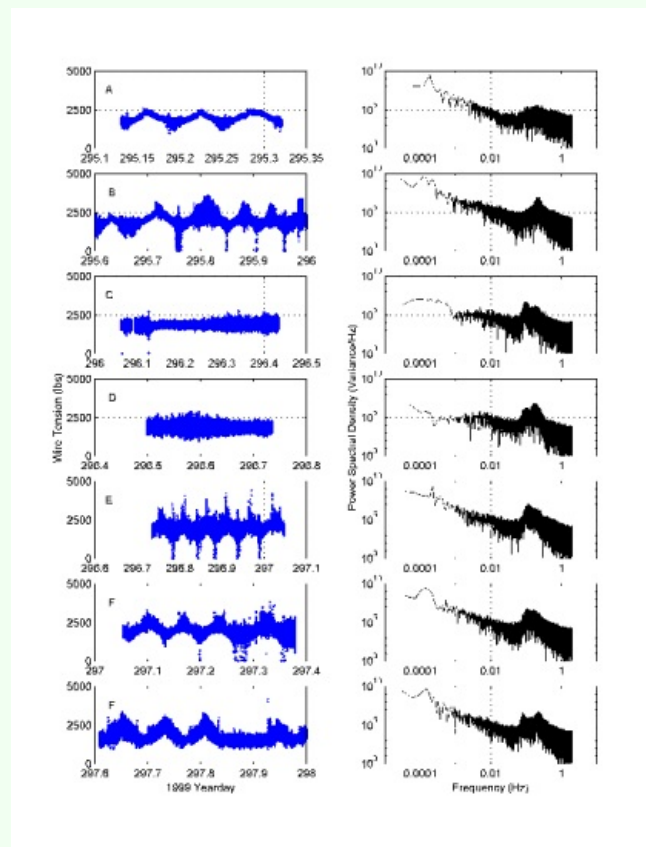 5000
A
2500
0
295.1 295.15 295.2 295.25 295.3 295.35
0.0001 0.01 1
5000
B
2500
0
295.6 295.7 295.8 295.9 296
0.0001 0.01 1
5000
C
2500
0
296 296.1 296.2 296.3 296.4 296.5
0.0001 0.01 1
Wire Tension (lbs)
Power Spectral Density (Variance/Hz)
5000
D
2500
0
296.4 296.5 296.6 296.7 296.8
0.0001 0.01 1
5000
E
2500
0
296.6 296.7 296.8 296.9 297 297.1
0.0001 0.01 1
5000
F
2500
0
297 297.1 297.2 297.3 297.4
0.0001 0.01 1
5000
F
2500
0
297.6 297.7 297.8 297.9 298
0.0001 0.01 1
1999 Yearday
Frequency (Hz)